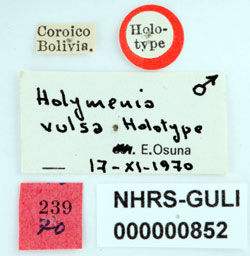 Coroico
Bolivia.
Holo-
type
♂
Holymenia
vulsa Holotype
E. Osuna
17-XI-1970
239
70
NHRS-GULI
000000852